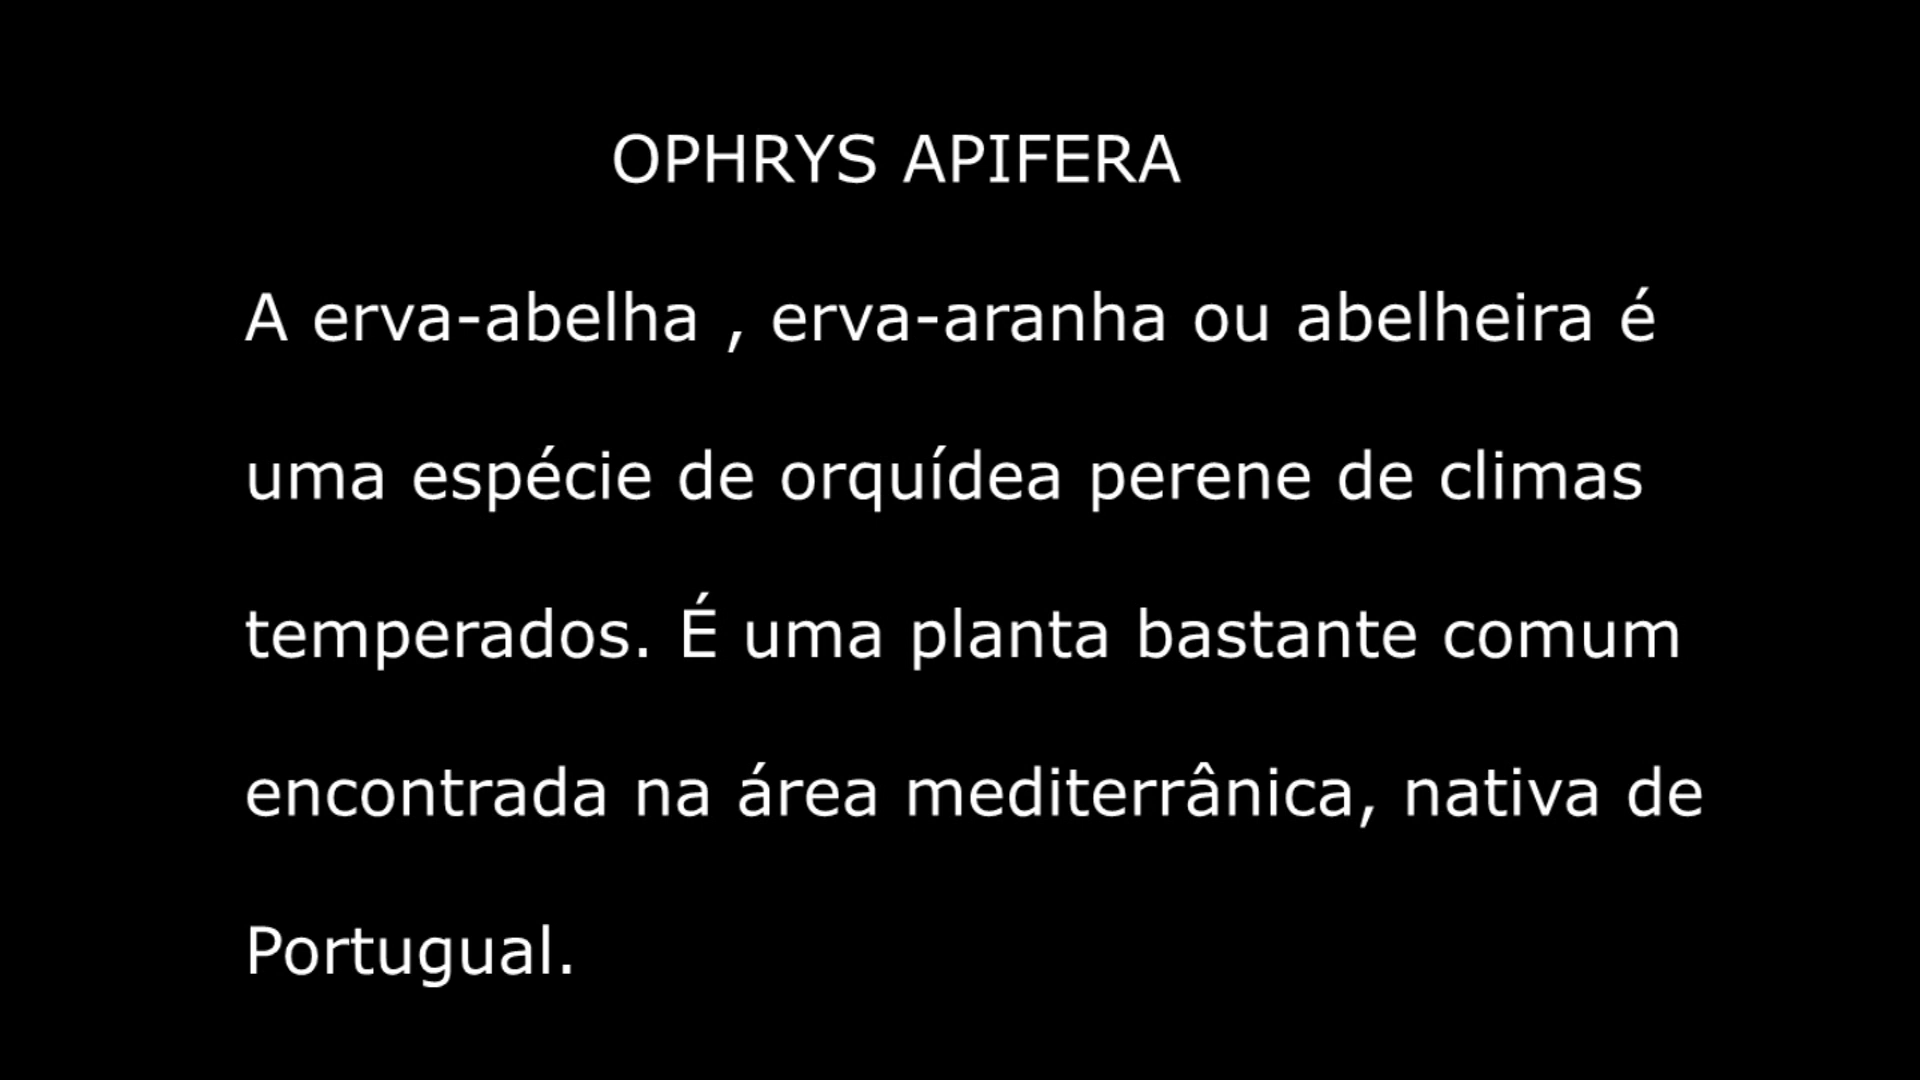 OPHRYS APIFERA
A erva-abelha , erva-aranha ou abelheira é
uma espécie de orquídea perene de climas
temperados. É uma planta bastante comum
encontrada na área mediterrânica, nativa de
Portugual.